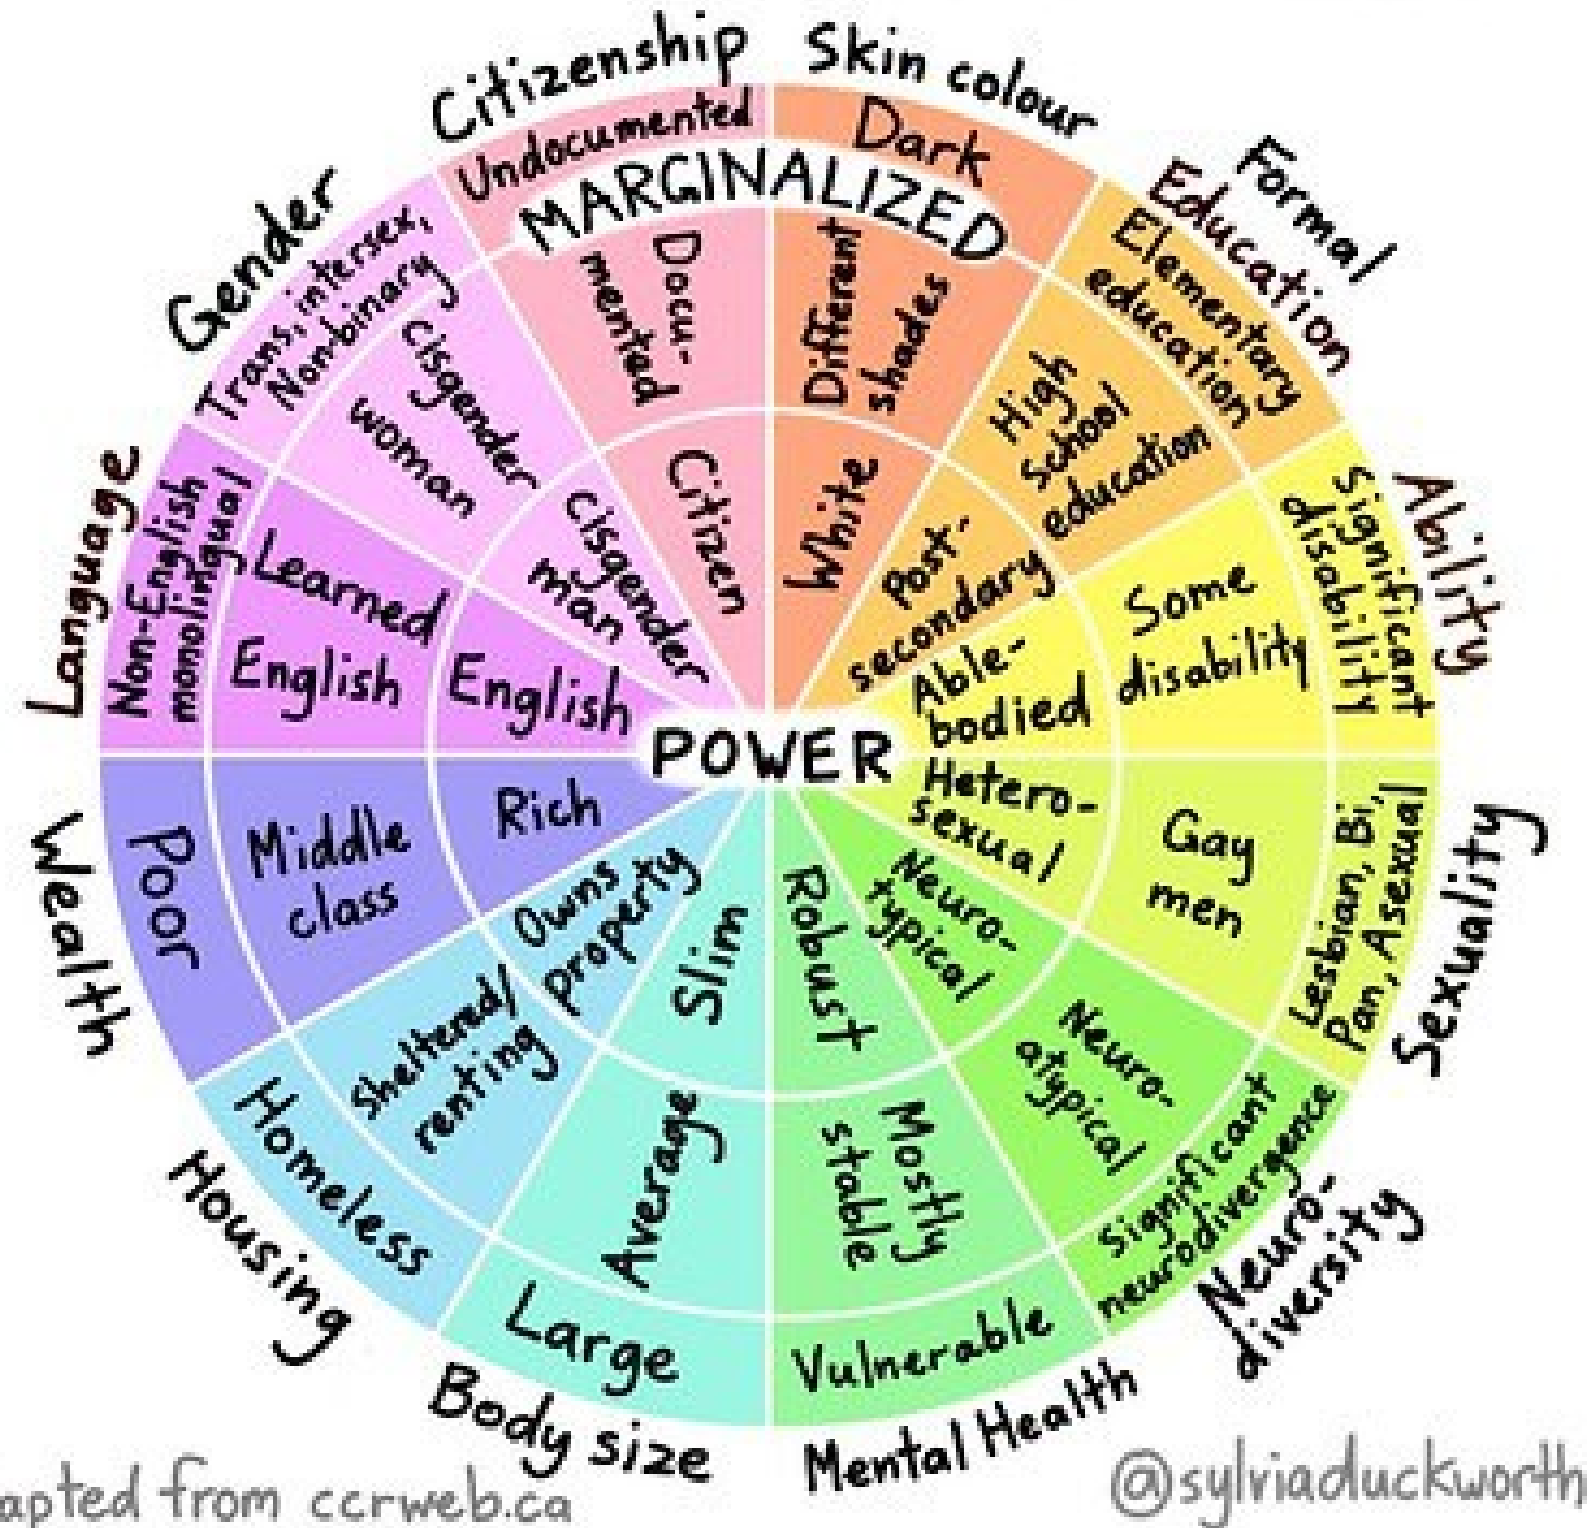 Citizenship
Undocumented
Docu-
mented
Citizen
Skin colour
Dark
Different
shades
White
Formal
Education
Elementary
education
High
School
education
Post-
secondary
Ability
Significant
disability
Some
disability
Able-
bodied
Sexuality
Lesbian, Bi,
Pan, Asexual
Gay
men
Hetero-
sexual
Neuro-
diversity
Significant
neurodivergence
Neuro-
atypical
Neuro-
typical
Mental Health
Vulnerable
Mostly
stable
Robust
Body size
Large
Average
Slim
Housing
Homeless
Sheltered/
renting
Owns
property
Wealth
Poor
Middle
class
Rich
Language
Non-English
monolingual
Learned
English
English
Gender
Trans, intersex,
Non-binary
Cisgender
woman
Cisgender
man
MARGINALIZED
POWER
apted from ccrweb.ca
@sylviaduckworth